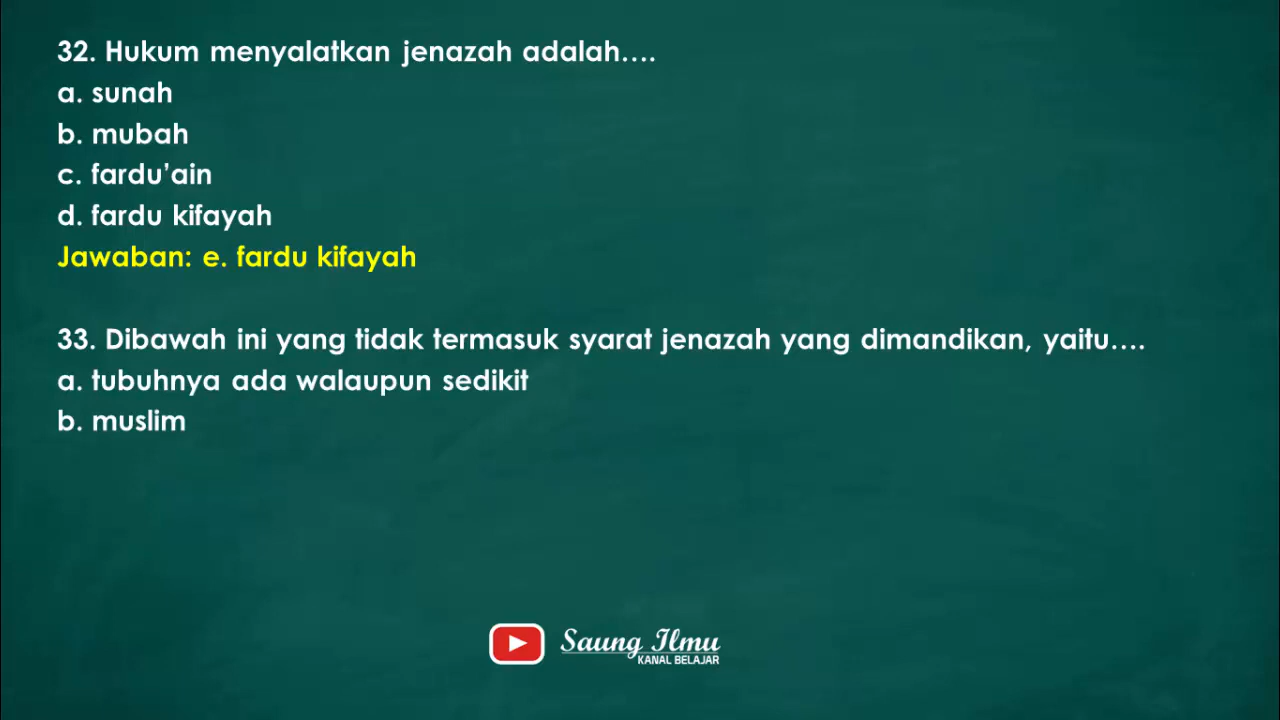 32. Hukum menyalatkan jenazah adalah....
a. sunah
b. mubah
c. fardu'ain
d. fardu kifayah
Jawaban: e. fardu kifayah
33. Dibawah ini yang tidak termasuk syarat jenazah yang dimandikan, yaitu....
a. tubuhnya ada walaupun sedikit
b. muslim
Saung Ilmu
KANAL BELAJAR